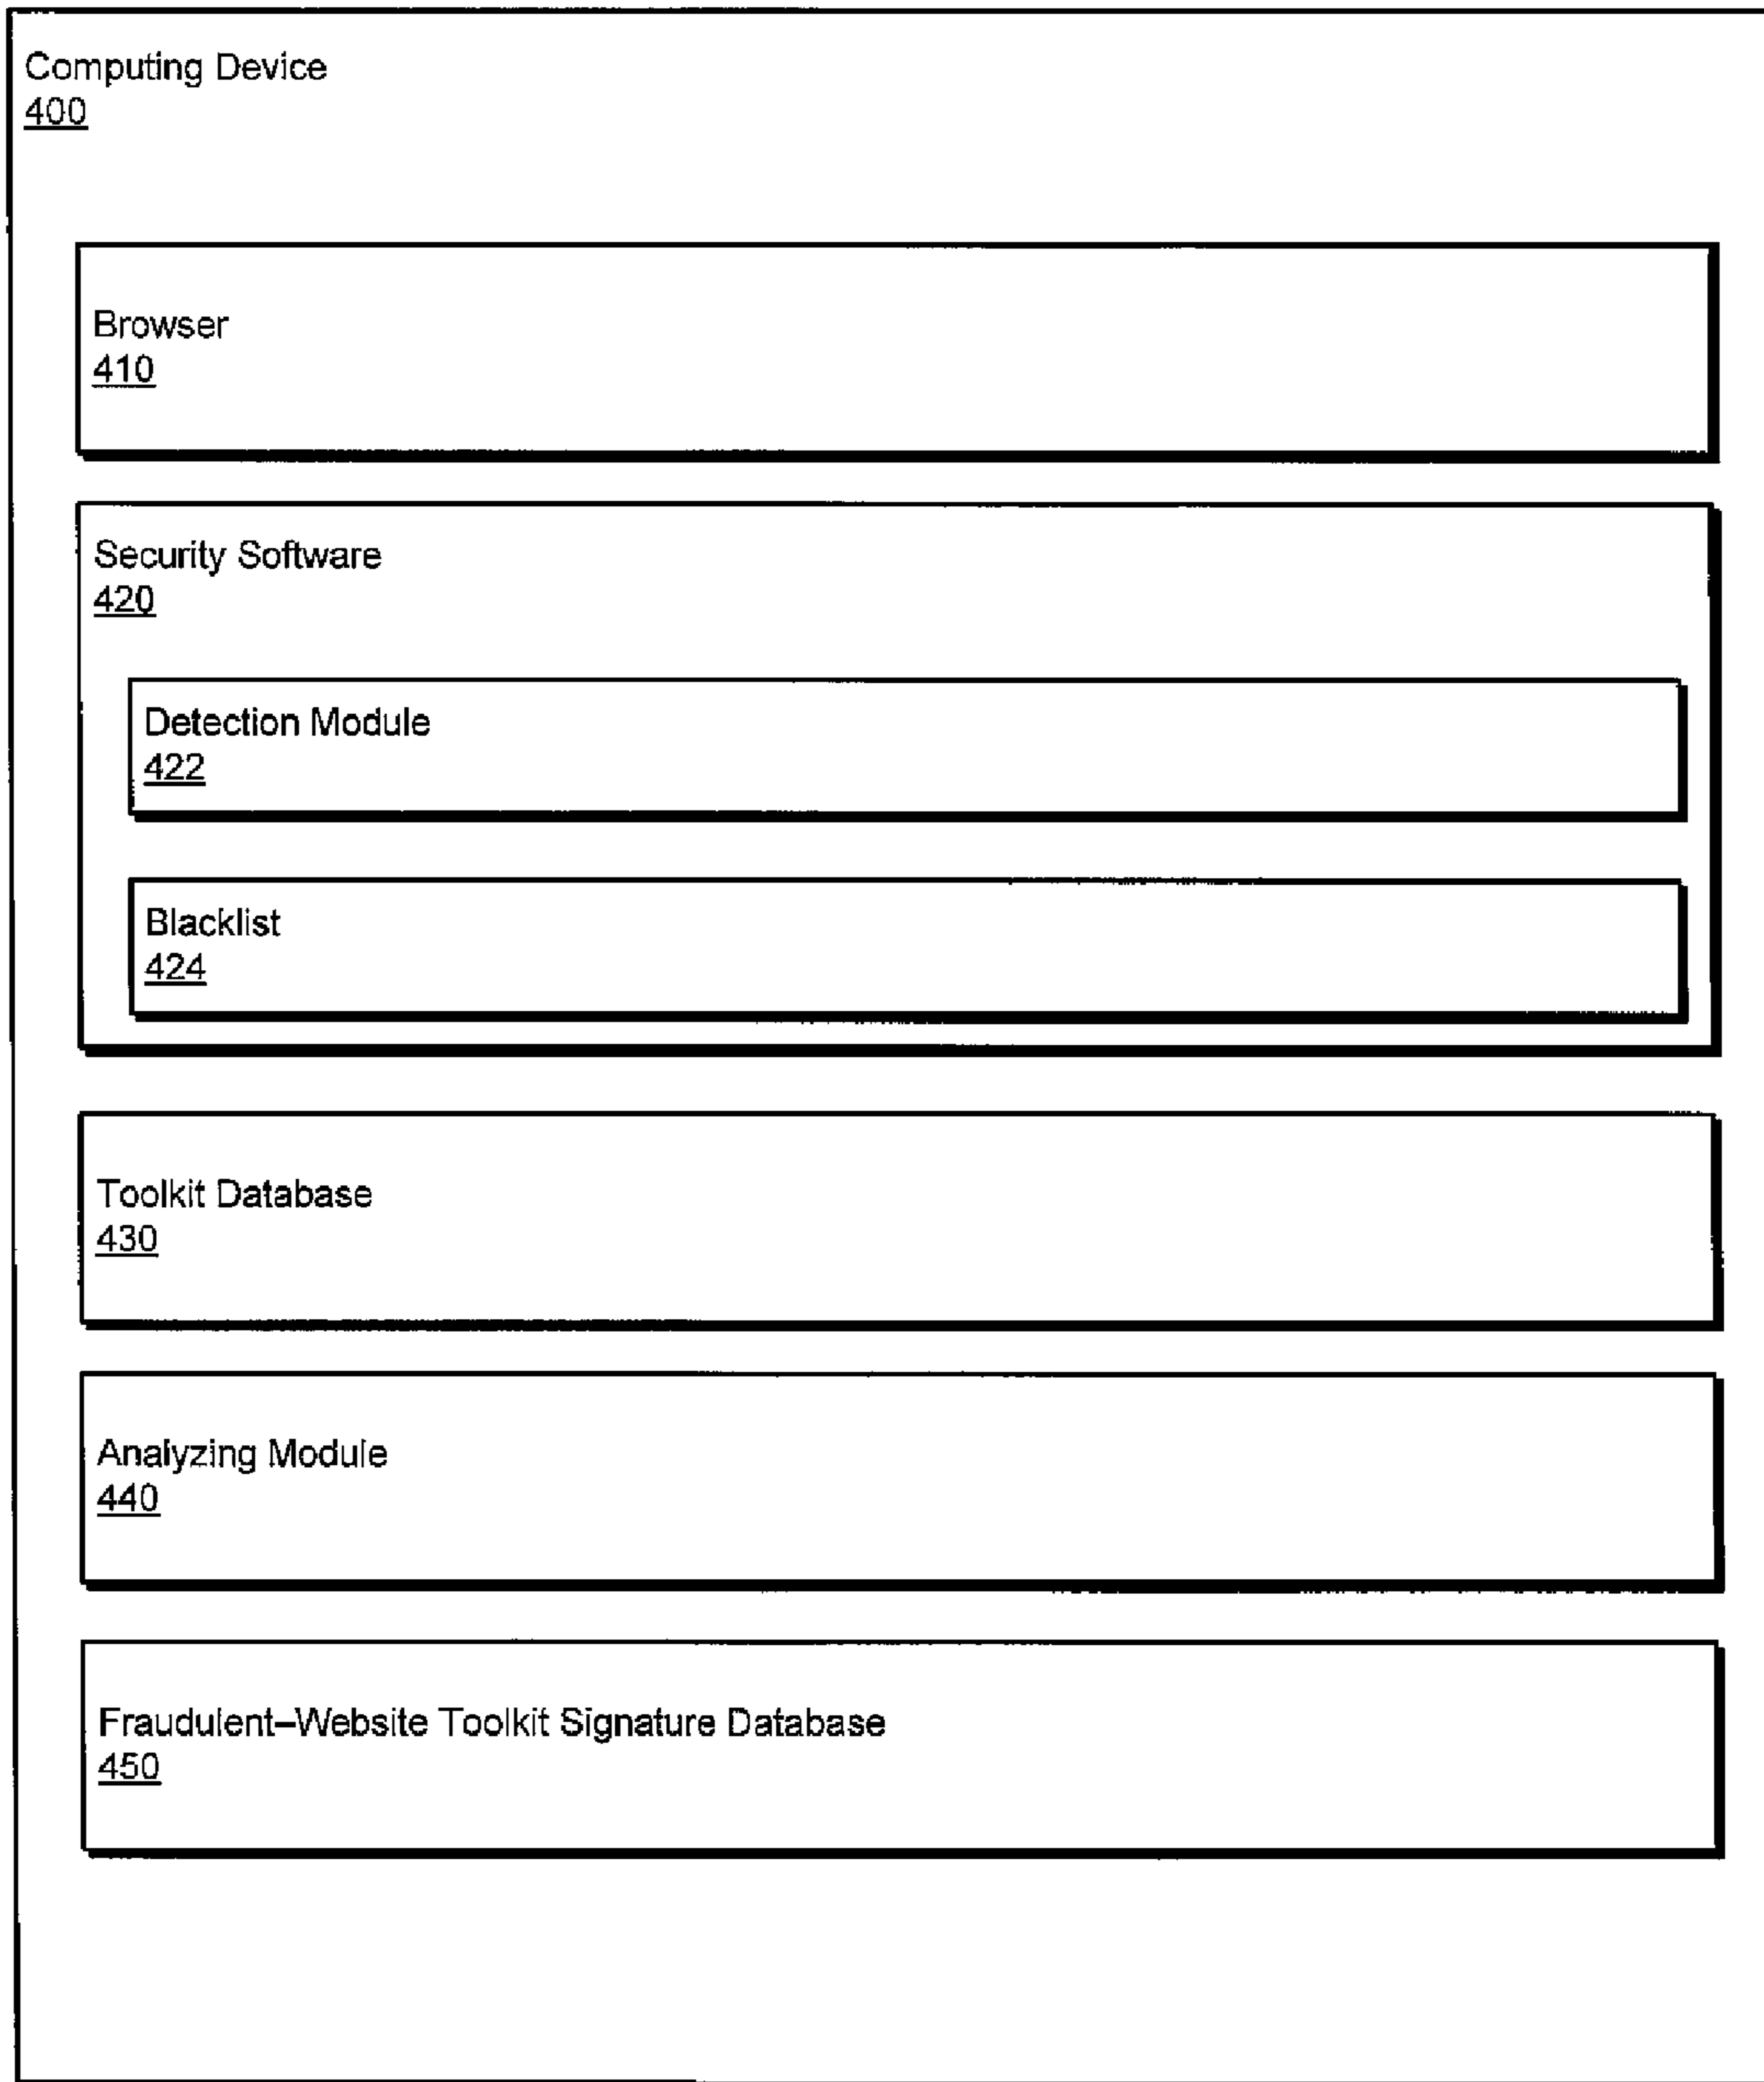 Computing Device
400
Browser
410
Security Software
420
Detection Module
422
Blacklist
424
Toolkit Database
430
Analyzing Module
440
Fraudulent–Website Toolkit Signature Database
450